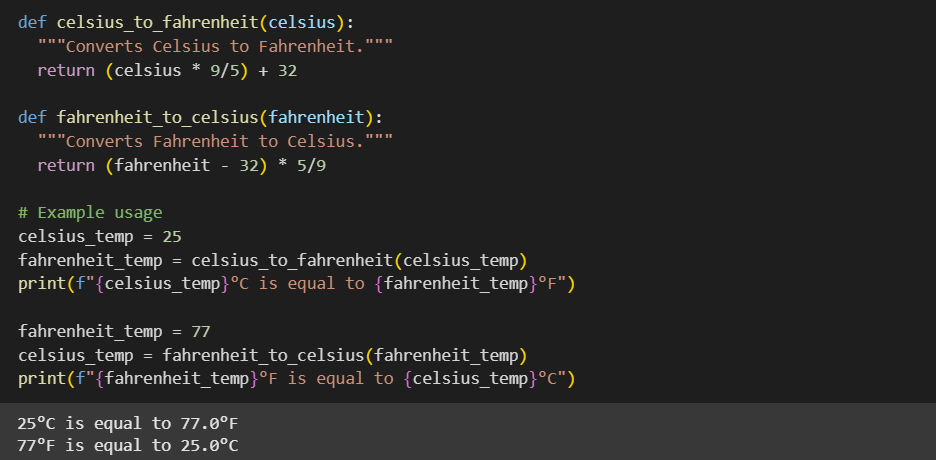 def celsius_to_fahrenheit(celsius):
  """Converts Celsius to Fahrenheit."""
  return (celsius * 9/5) + 32

def fahrenheit_to_celsius(fahrenheit):
  """Converts Fahrenheit to Celsius."""
  return (fahrenheit - 32) * 5/9

# Example usage
celsius_temp = 25
fahrenheit_temp = celsius_to_fahrenheit(celsius_temp)
print(f"{celsius_temp}°C is equal to {fahrenheit_temp}°F")

fahrenheit_temp = 77
celsius_temp = fahrenheit_to_celsius(fahrenheit_temp)
print(f"{fahrenheit_temp}°F is equal to {celsius_temp}°C")

25°C is equal to 77.0°F
77°F is equal to 25.0°C